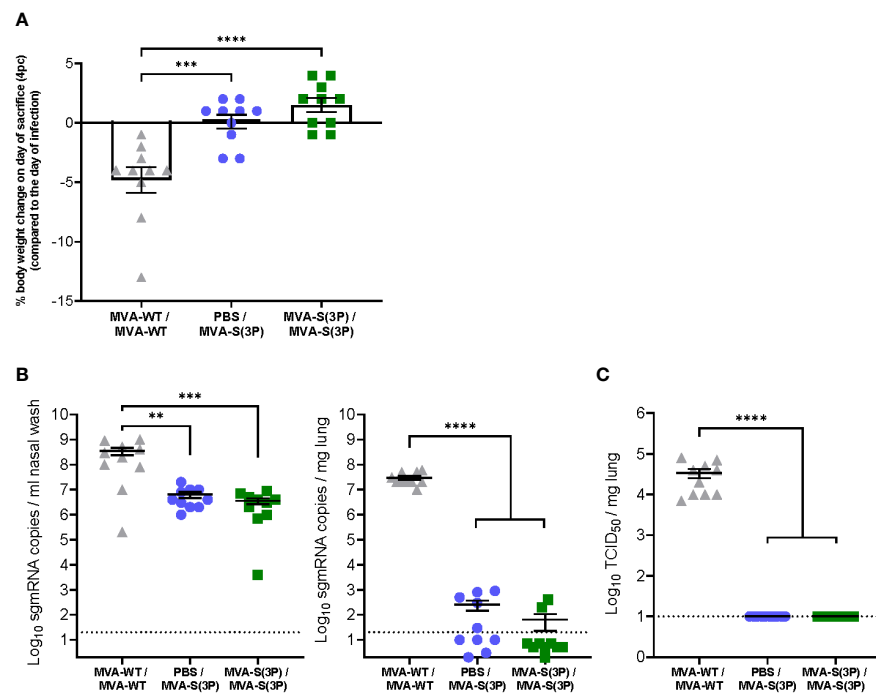 A
% body weight change on day of sacrifice (4pc)
(compared to the day of infection)
5
0
-5
-10
-15
****
***
MVA-WT /
MVA-WT
PBS /
MVA-S(3P)
MVA-S(3P) /
MVA-S(3P)
B
Log10 sgmRNA copies / ml nasal wash
10
9
8
7
6
5
4
3
2
1
***
**
MVA-WT /
MVA-WT
PBS /
MVA-S(3P)
MVA-S(3P) /
MVA-S(3P)
Log10 sgmRNA copies / mg lung
10
9
8
7
6
5
4
3
2
1
****
MVA-WT /
MVA-WT
PBS /
MVA-S(3P)
MVA-S(3P) /
MVA-S(3P)
C
Log10 TCID50 / mg lung
6
5
4
3
2
1
0
****
MVA-WT /
MVA-WT
PBS /
MVA-S(3P)
MVA-S(3P) /
MVA-S(3P)